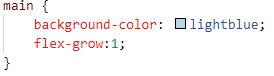 main {
    background-color: lightblue;
    flex-grow:1;
}